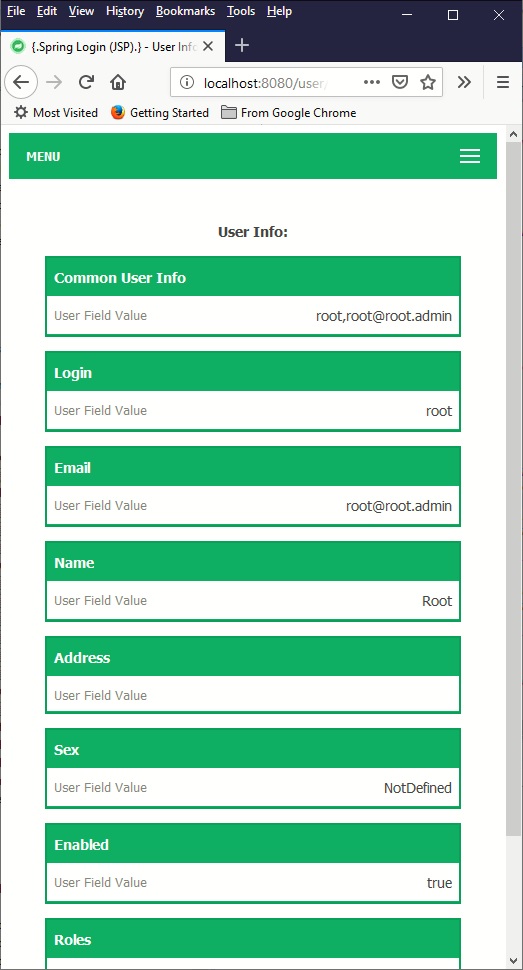 File Edit View History Bookmarks Tools Help
{.Spring Login (JSP).} - User Info
localhost:8080/user/
Most Visited Getting Started From Google Chrome
MENU
User Info:
Common User Info
User Field Value root,root@root.admin
Login
User Field Value root
Email
User Field Value root@root.admin
Name
User Field Value Root
Address
User Field Value
Sex
User Field Value NotDefined
Enabled
User Field Value true
Roles